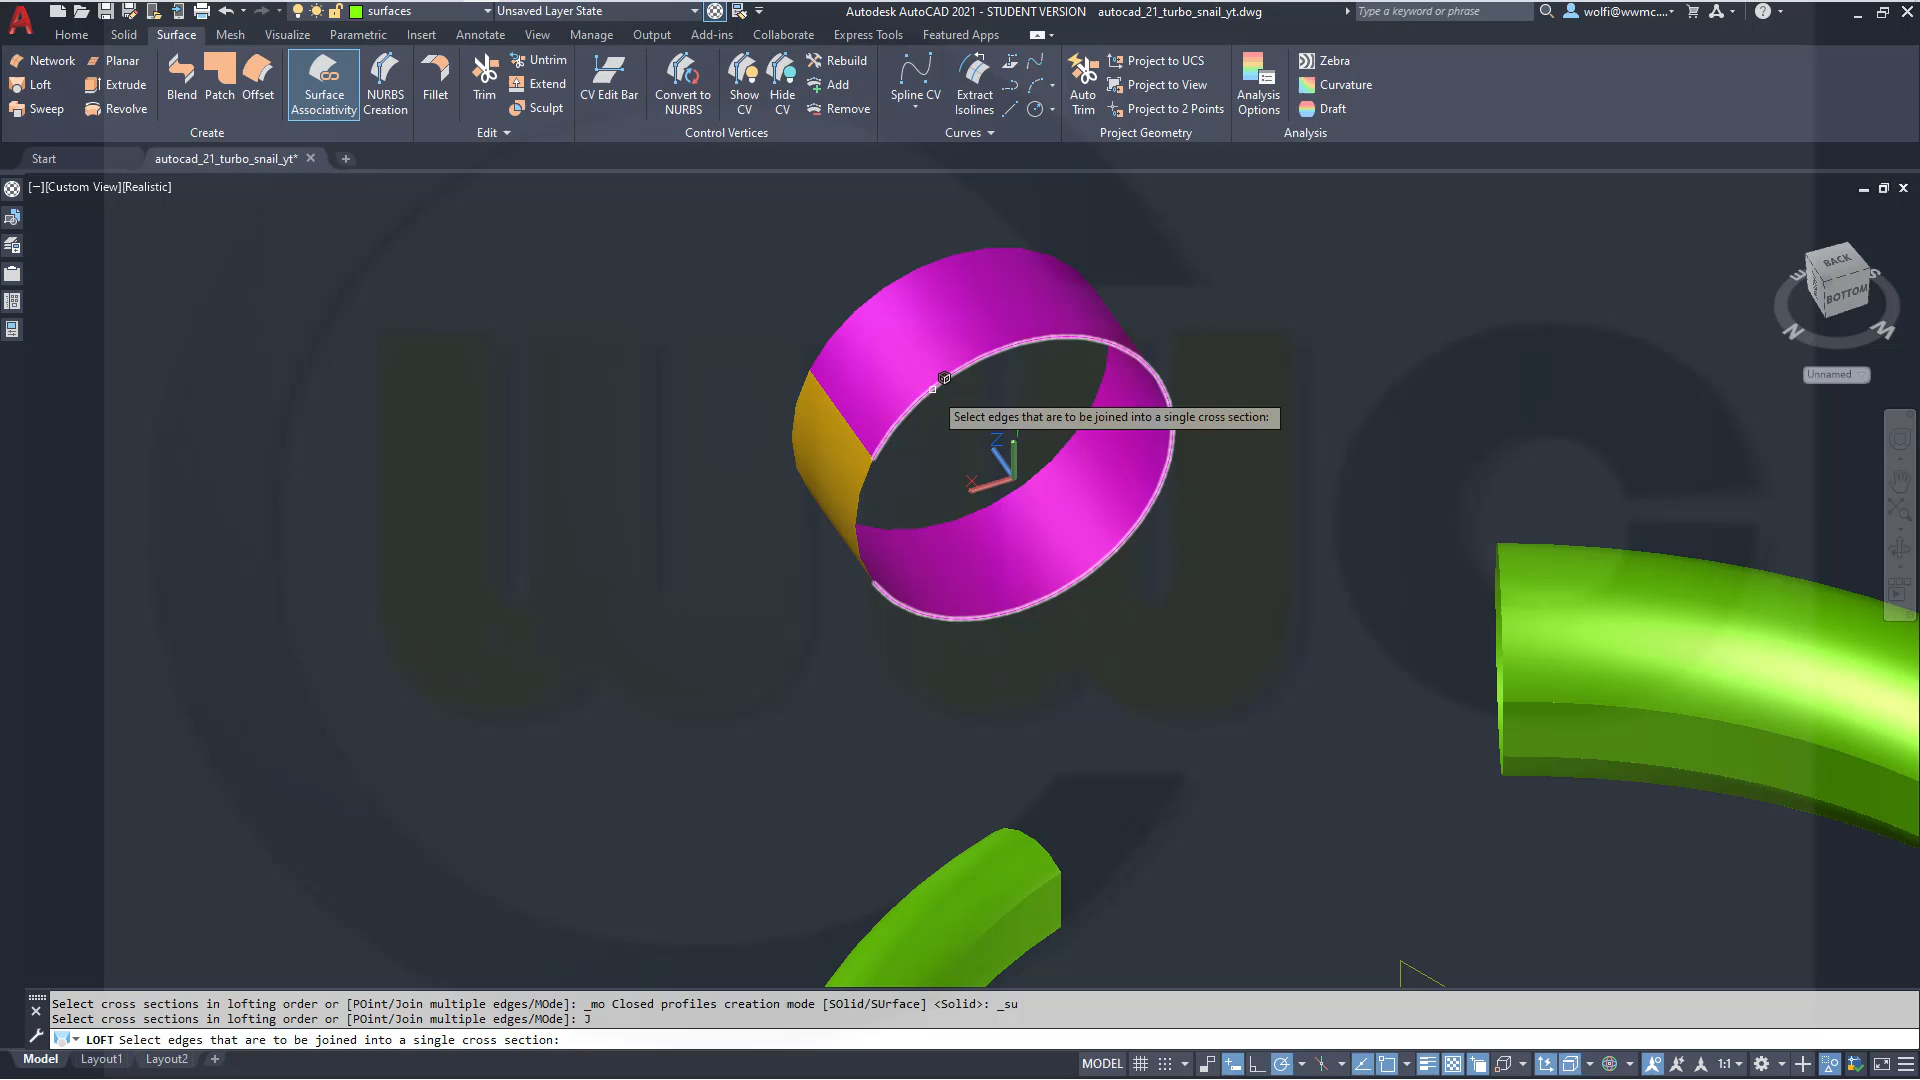 surfaces
Unsaved Layer State
Autodesk AutoCAD 2021 - STUDENT VERSION autocad_21_turbo_snail_yt.dwg
Type a keyword or phrase
wolfi@wwmc....
Home Solid Surface Mesh Visualize Parametric Insert Annotate View Manage Output Add-ins Collaborate Express Tools Featured Apps
Network Planar
Loft Extrude
Sweep Revolve
Create
Blend Patch Offset
Surface Associativity
NURBS Creation
Fillet
Trim
Untrim
Extend
Sculpt
Edit
CV Edit Bar
Convert to NURBS
Show CV
Hide CV
Rebuild
Add
Remove
Control Vertices
Spline CV
Extract Isolines
Curves
Auto Trim
Project to UCS
Project to View
Project to 2 Points
Project Geometry
Analysis Options
Zebra
Curvature
Draft
Analysis
Start
autocad_21_turbo_snail_yt*
[−][Custom View][Realistic]
BACK
BOTTOM
N
Unnamed
Select edges that are to be joined into a single cross section:
Z
X
Select cross sections in lofting order or [POint/Join multiple edges/MOde]: _mo Closed profiles creation mode [SOlid/SUrface] <Solid>: _su
Select cross sections in lofting order or [POint/Join multiple edges/MOde]: J
LOFT Select edges that are to be joined into a single cross section:
Model Layout1 Layout2
MODEL
1:1